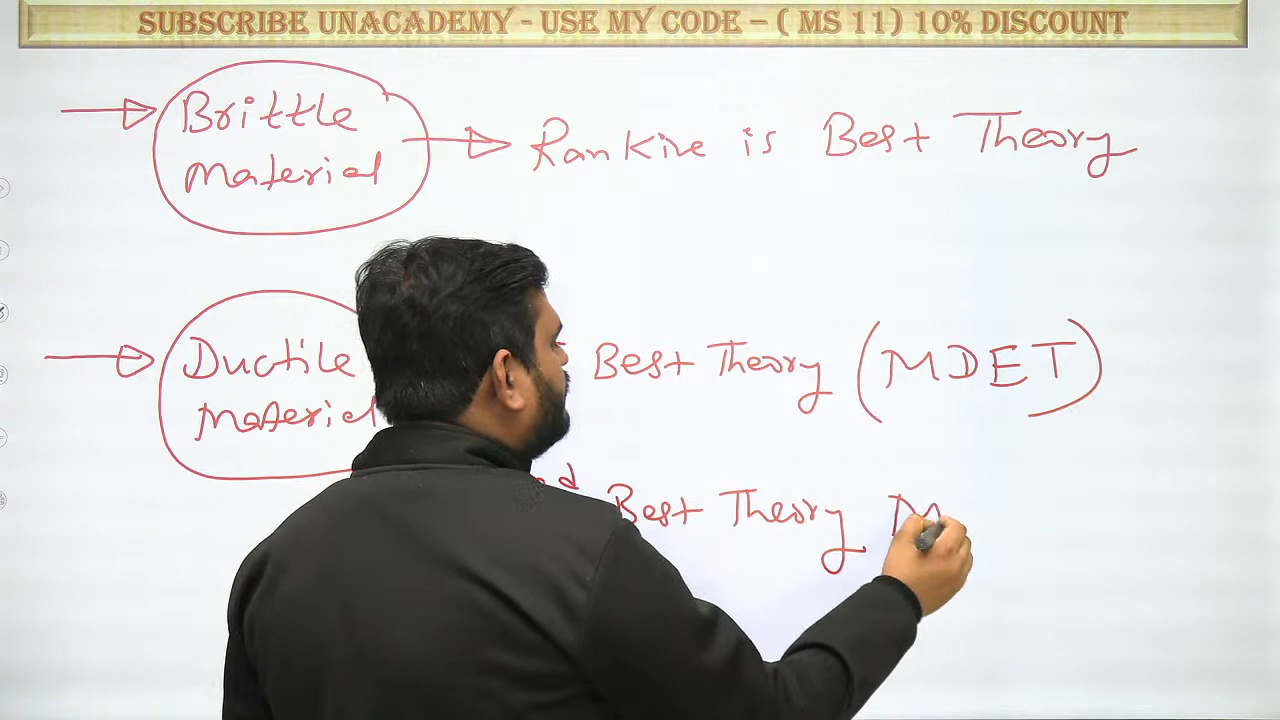 SUBSCRIBE UNACADEMY - USE MY CODE – ( MS 11) 10% DISCOUNT
Brittle
Material
Rankine is Best Theory
Ductile
Material
Best Theory (MDET)
Best Theory M